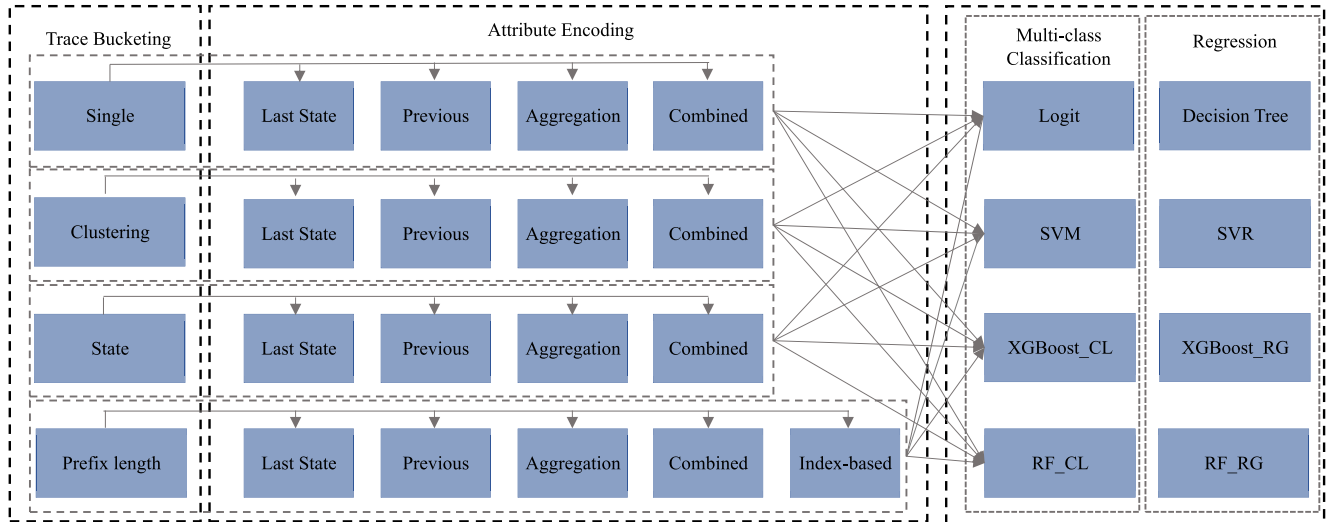 Trace Bucketing
Attribute Encoding
Multi-class
Classification
Regression
Single
Last State
Previous
Aggregation
Combined
Logit
Decision Tree
Clustering
Last State
Previous
Aggregation
Combined
SVM
SVR
State
Last State
Previous
Aggregation
Combined
XGBoost_CL
XGBoost_RG
Prefix length
Last State
Previous
Aggregation
Combined
Index-based
RF_CL
RF_RG